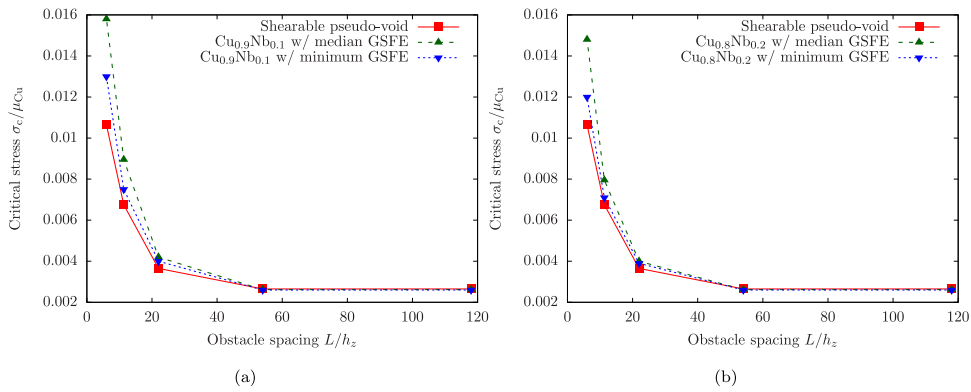 0.016
0.014
0.012
0.01
0.008
0.006
0.004
0.002
Critical stress σc/μCu
Shearable pseudo-void
Cu0.9Nb0.1 w/ median GSFE
Cu0.9Nb0.1 w/ minimum GSFE
0 20 40 60 80 100 120
Obstacle spacing L/hz
(a)
0.016
0.014
0.012
0.01
0.008
0.006
0.004
0.002
Critical stress σc/μCu
Shearable pseudo-void
Cu0.8Nb0.2 w/ median GSFE
Cu0.8Nb0.2 w/ minimum GSFE
0 20 40 60 80 100 120
Obstacle spacing L/hz
(b)